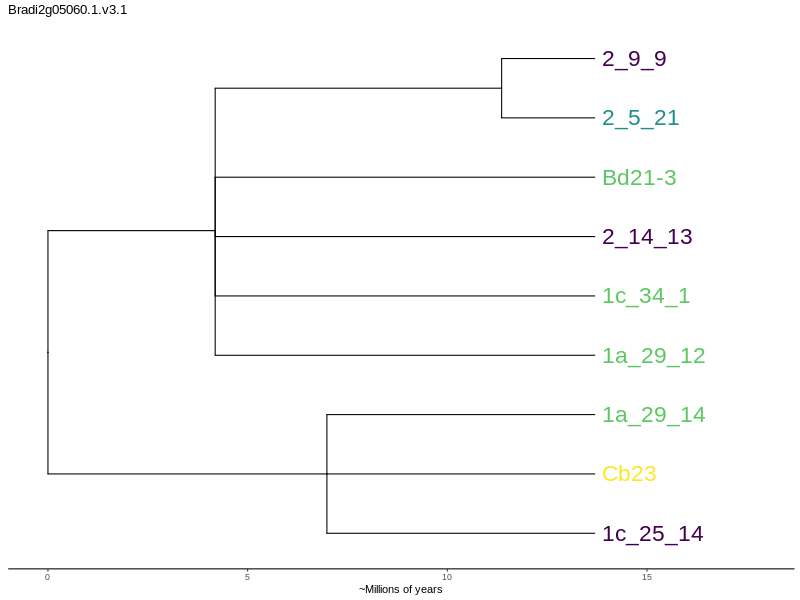 Bradi2g05060.1.v3.1
2_9_9
2_5_21
Bd21-3
2_14_13
1c_34_1
1a_29_12
1a_29_14
Cb23
1c_25_14
0 5 10 15
~Millions of years